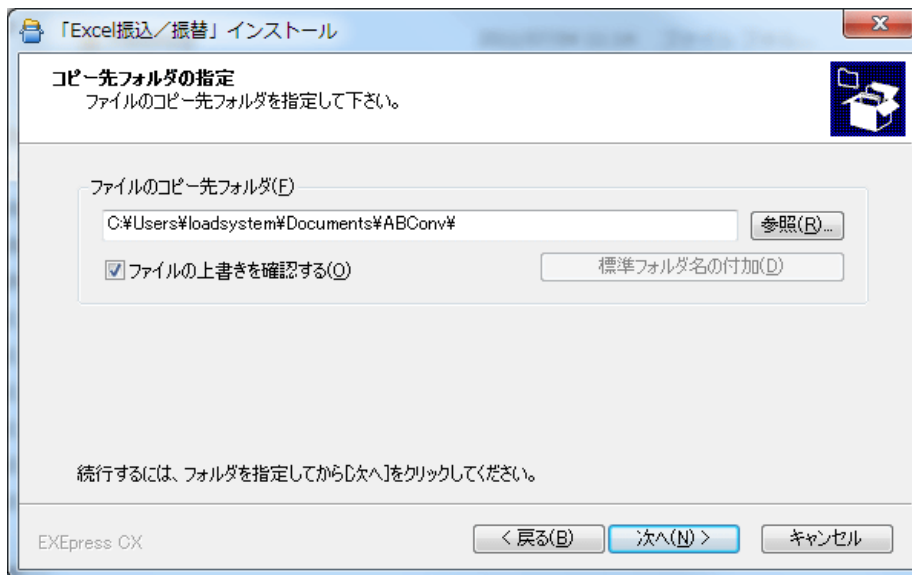 「Excel振込／振替」インストール
コピー先フォルダの指定
ファイルのコピー先フォルダを指定して下さい。
ファイルのコピー先フォルダ(F)
C:¥Users¥loadsystem¥Documents¥ABConv¥
参照(R)...
ファイルの上書きを確認する(O)
標準フォルダ名の付加(D)
続行するには、フォルダを指定してから[次へ]をクリックしてください。
EXEpress CX
< 戻る(B)
次へ(N) >
キャンセル